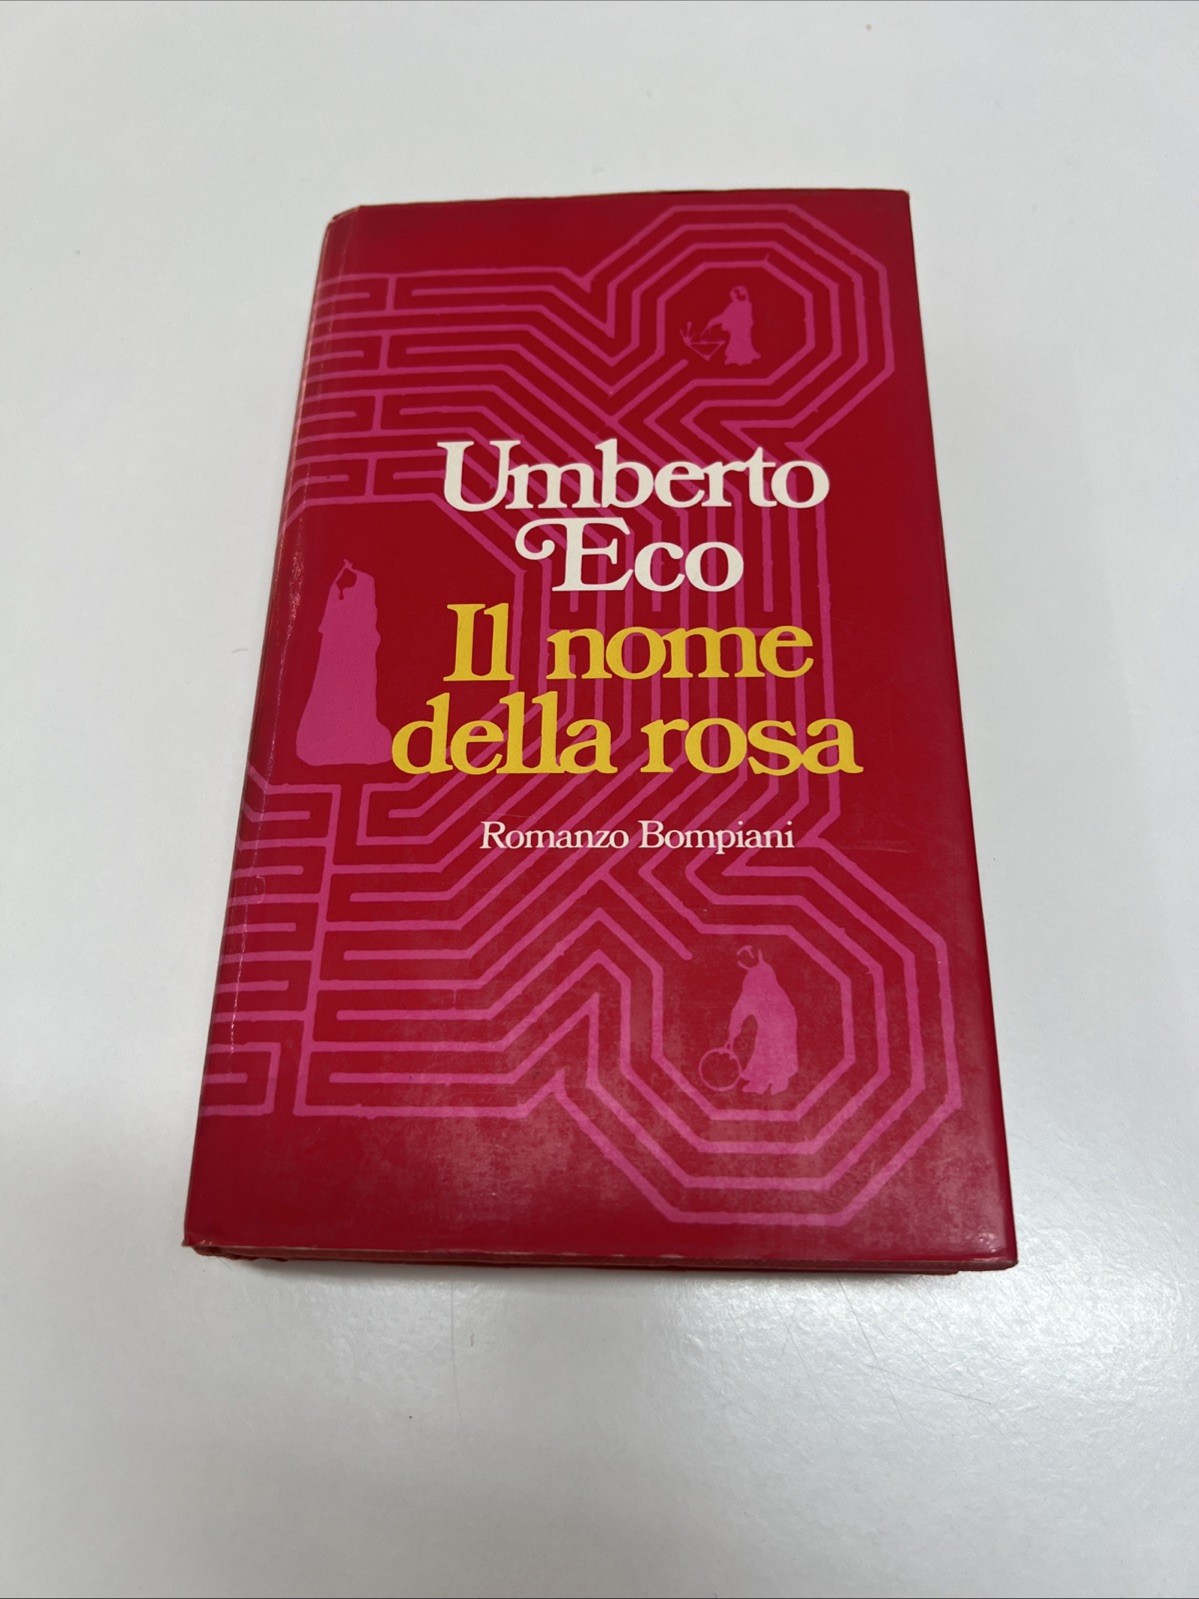 Umberto
Eco
Il nome
della rosa
Romanzo Bompiani